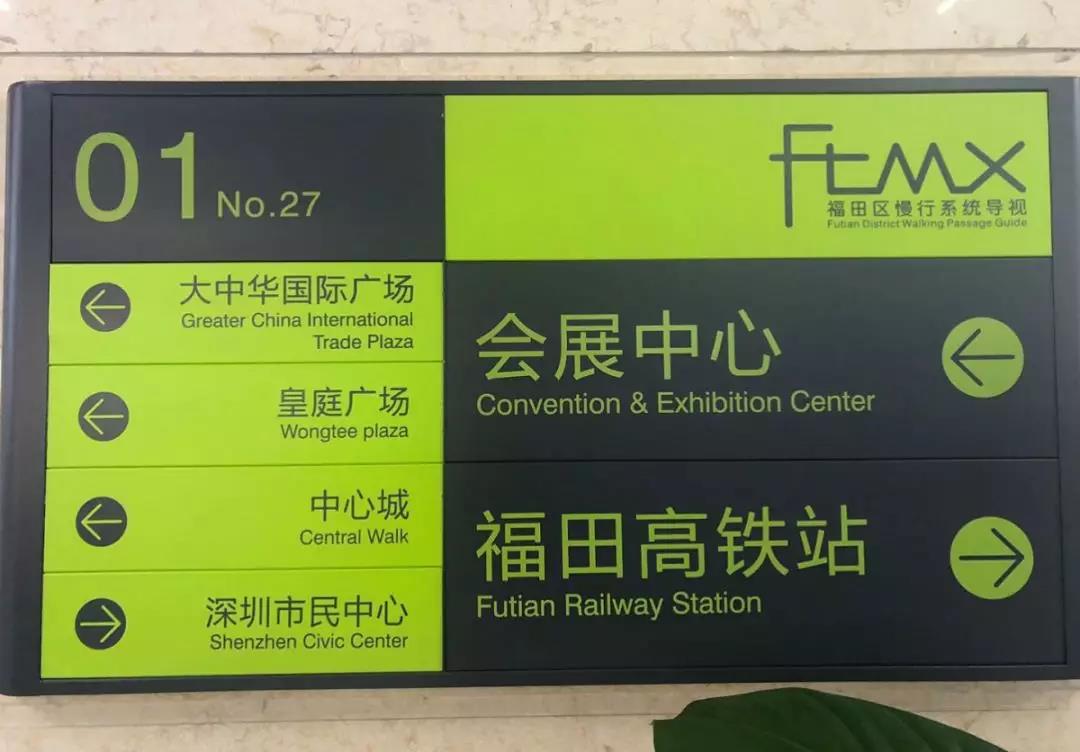 01 No.27
ftmx
福田区慢行系统导视
Futian District Walking Passage Guide
大中华国际广场
Greater China International
Trade Plaza
皇庭广场
Wongtee plaza
中心城
Central Walk
深圳市民中心
Shenzhen Civic Center
会展中心
Convention & Exhibition Center
福田高铁站
Futian Railway Station